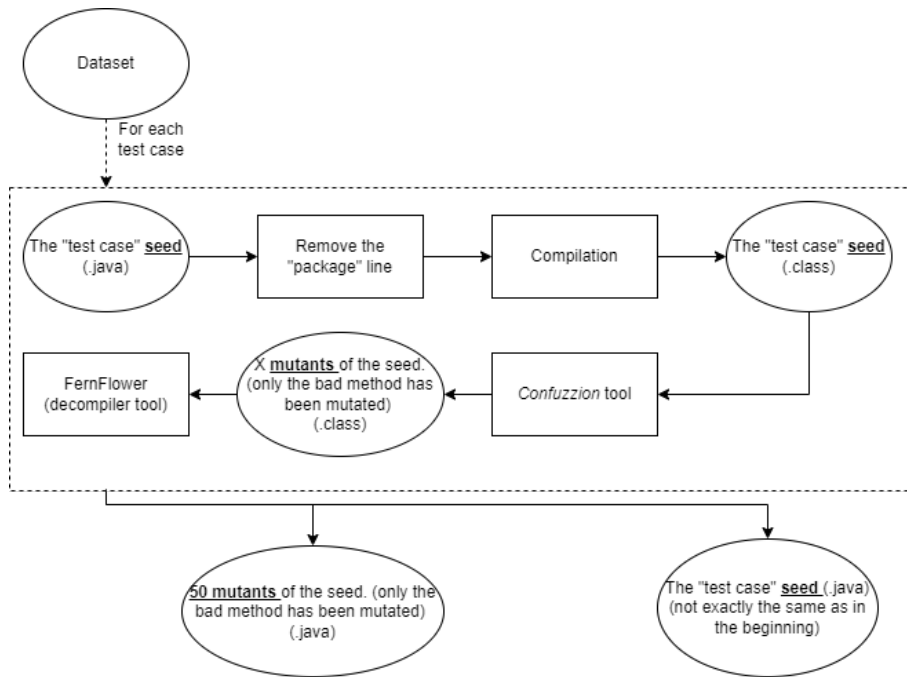 Dataset
For each
test case
The "test case" seed
(.java)
Remove the
"package" line
Compilation
The "test case" seed
(.class)
FernFlower
(decompiler tool)
X mutants of the seed.
(only the bad method has
been mutated)
(.class)
Confuzzion tool
50 mutants of the seed. (only the
bad method has been mutated)
(.java)
The "test case" seed (.java)
(not exactly the same as in
the beginning)